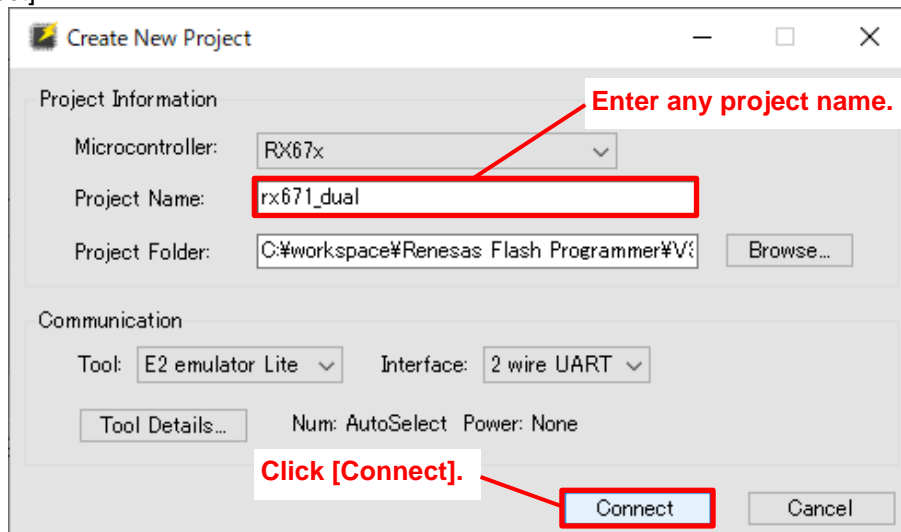 Create New Project
Project Information
Enter any project name.
Microcontroller: RX67x
Project Name: rx671_dual
Project Folder: C:¥workspace¥Renesas Flash Programmer¥V Browse...
Communication
Tool: E2 emulator Lite Interface: 2 wire UART
Tool Details... Num: AutoSelect Power: None
Click [Connect].
Connect Cancel